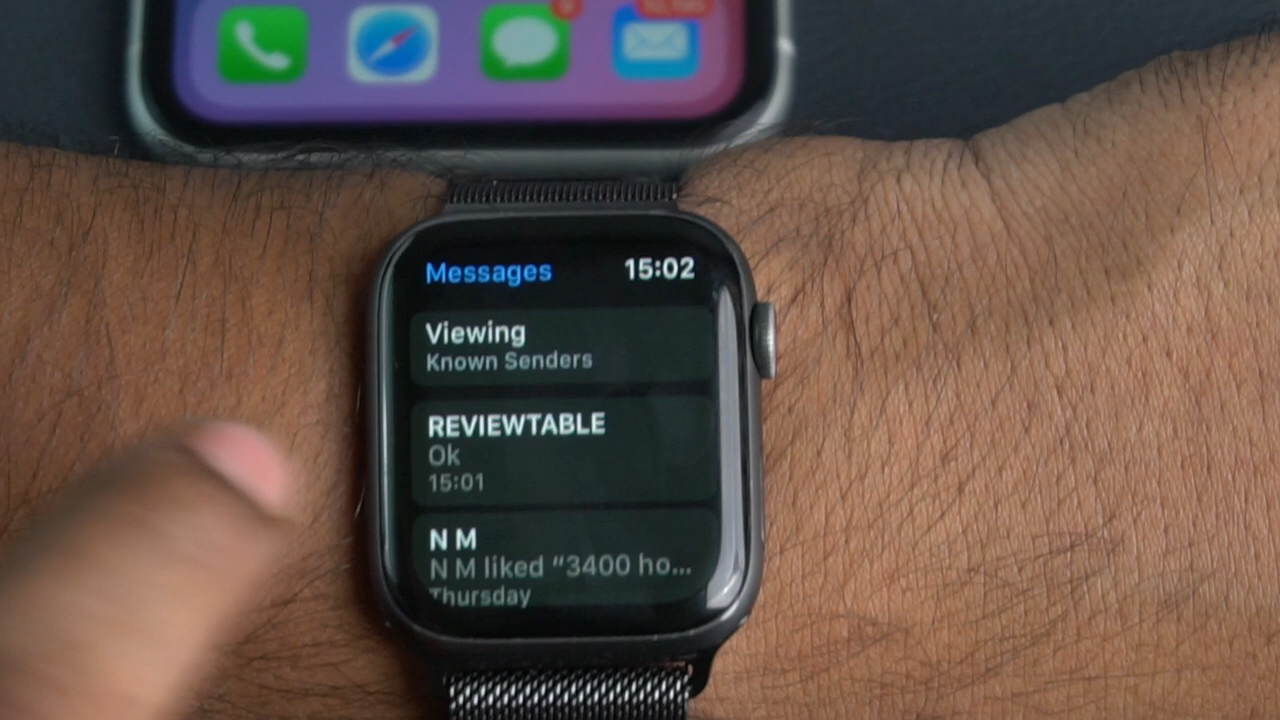 Messages 15:02
Viewing
Known Senders
REVIEWTABLE
Ok
15:01
N M
N M liked "3400 ho...
Thursday